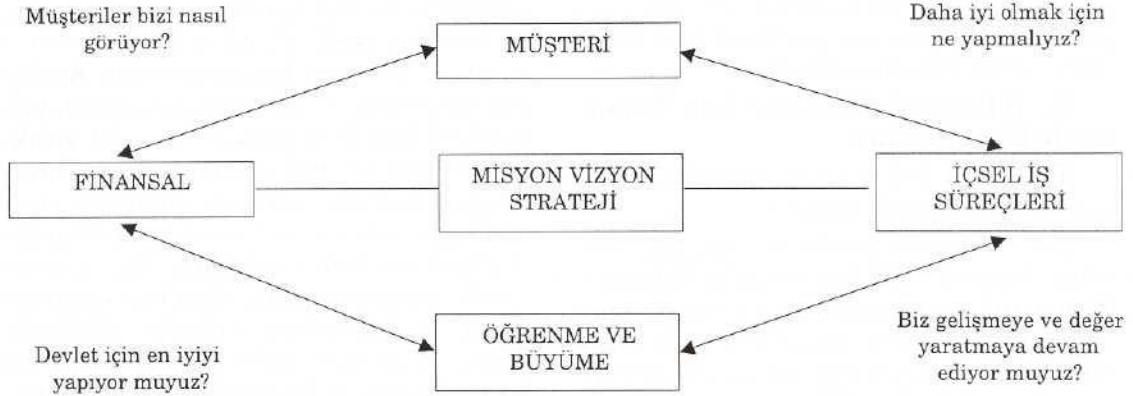 Müşteriler bizi nasıl
görüyor?
MÜŞTERİ
Daha iyi olmak için
ne yapmalıyız?
FİNANSAL
MİSYON VİZYON
STRATEJİ
İÇSEL İŞ
SÜREÇLERİ
Devlet için en iyiyi
yapıyor muyuz?
ÖĞRENME VE
BÜYÜME
Biz gelişmeye ve değer
yaratmaya devam
ediyor muyuz?